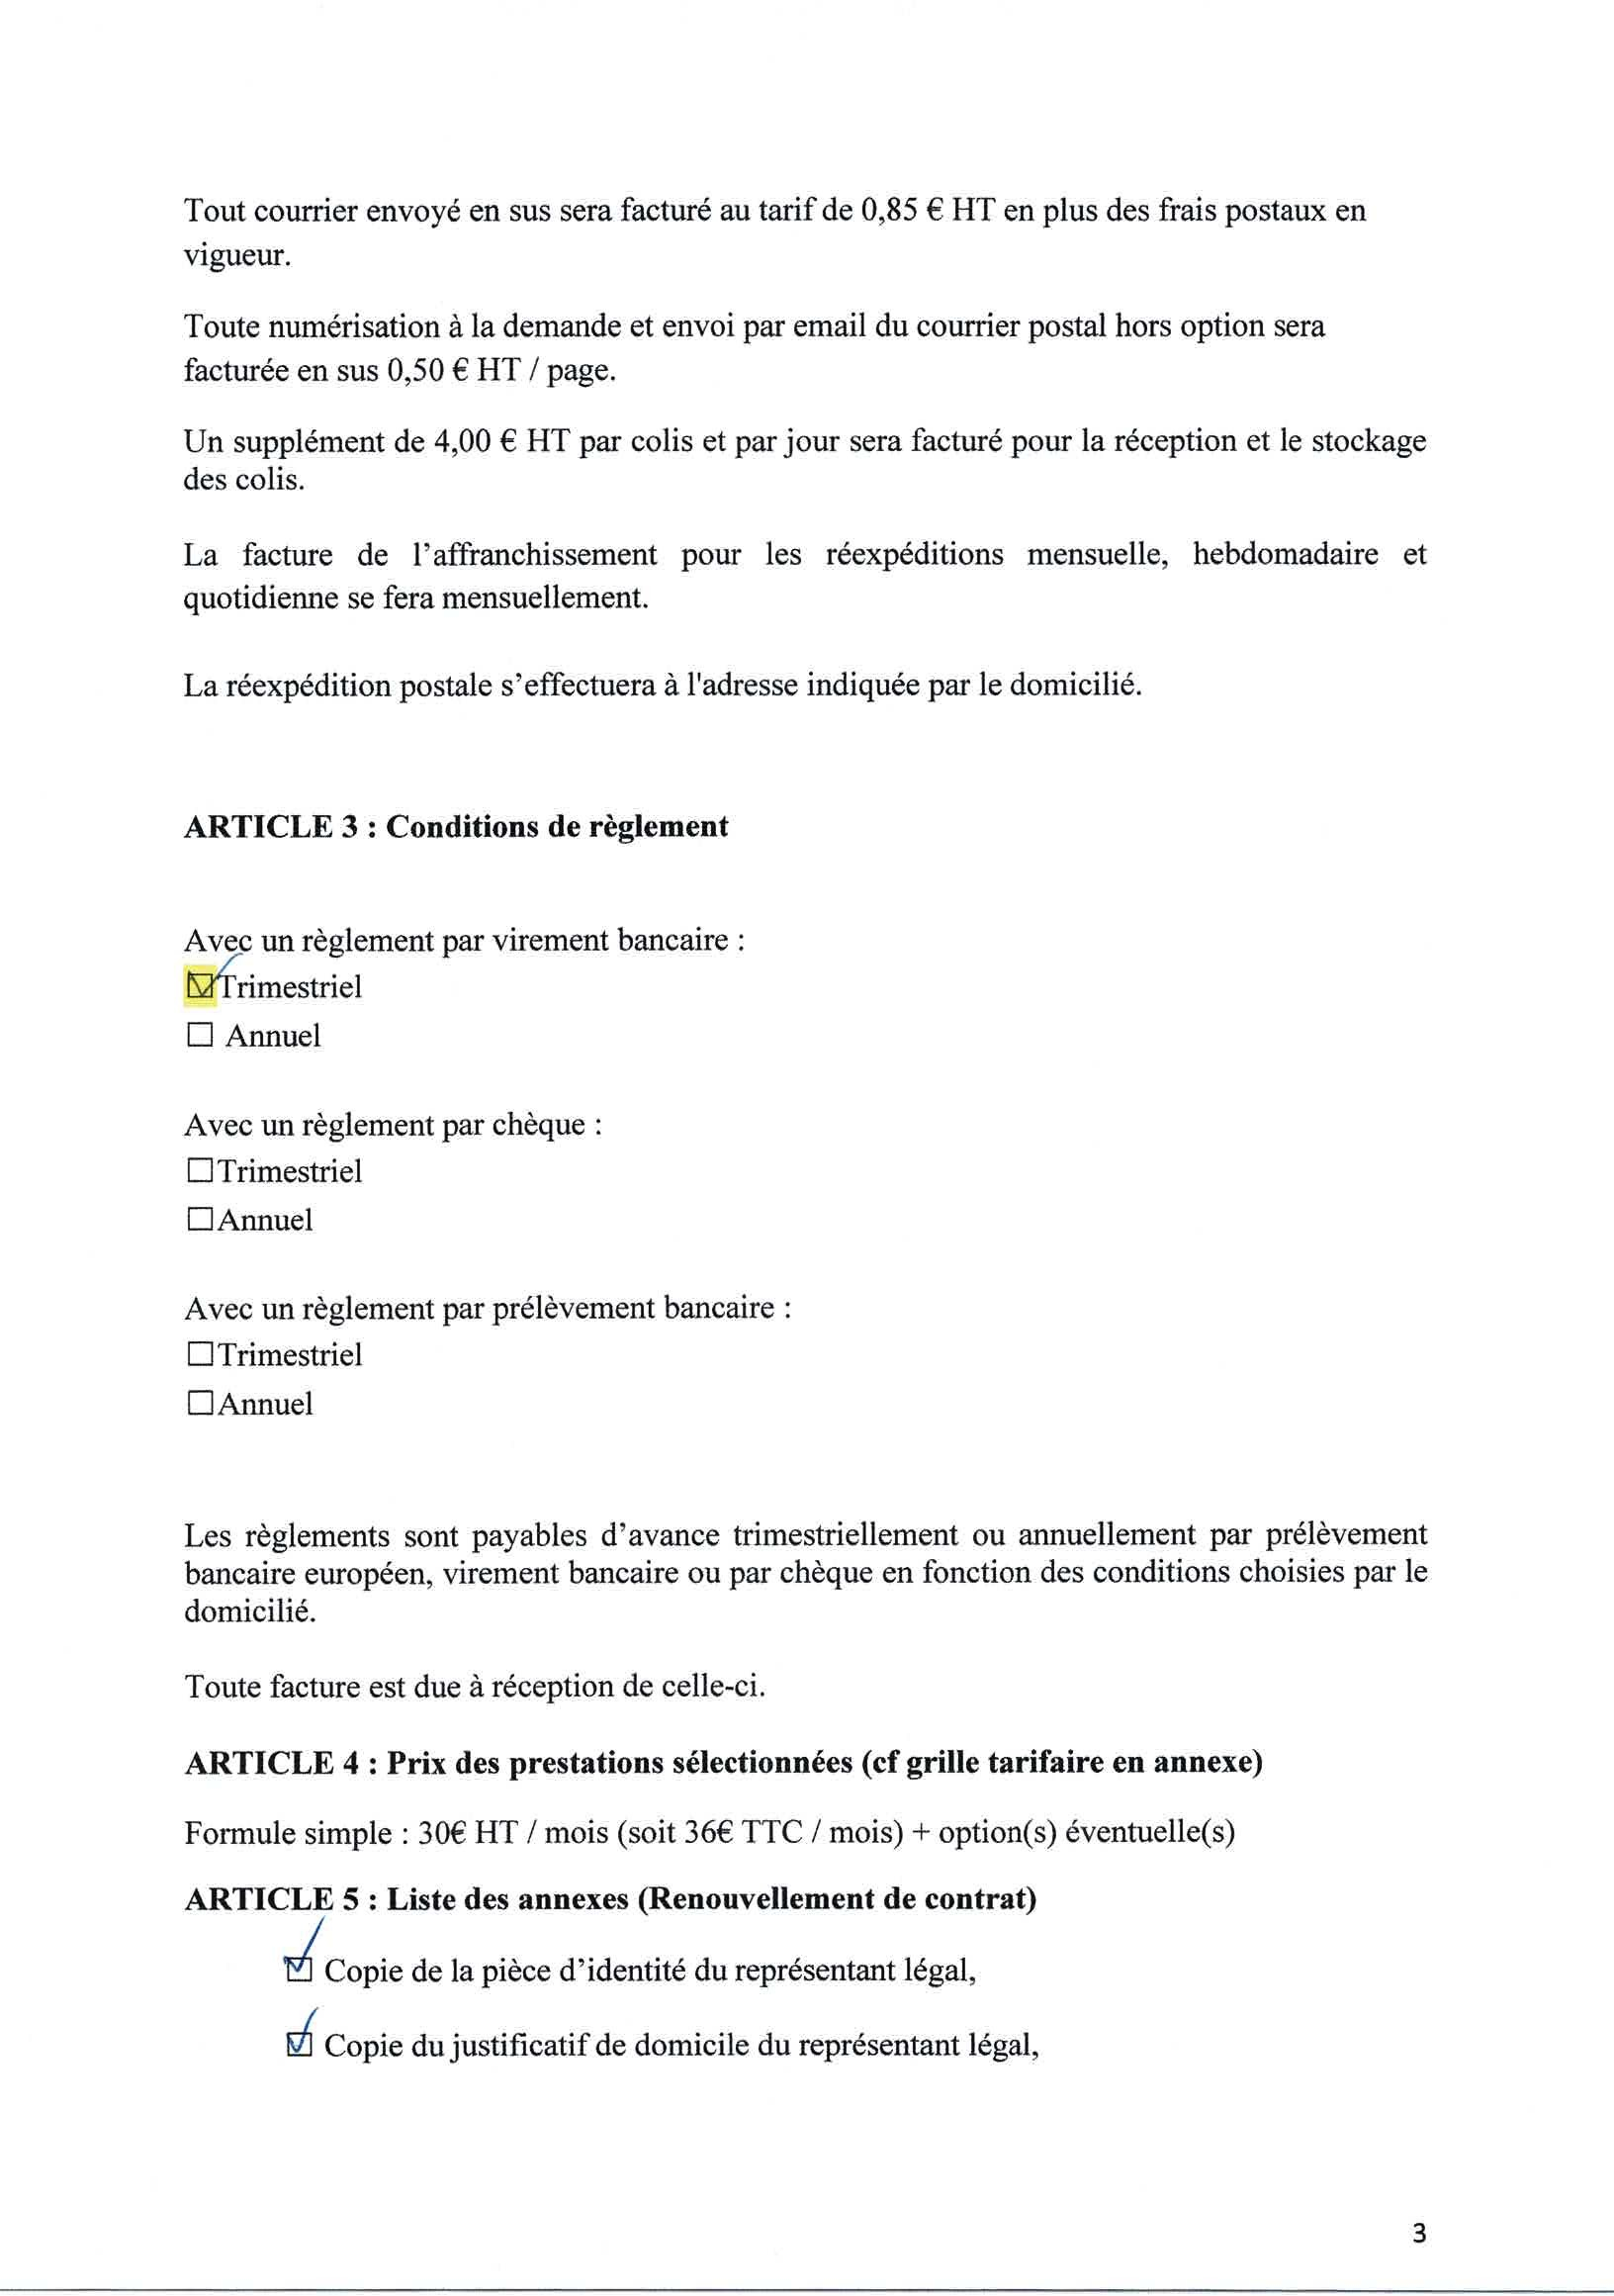 Tout courrier envoyé en sus sera facturé au tarif de 0,85 € HT en plus des frais postaux en
vigueur.
Toute numérisation à la demande et envoi par email du courrier postal hors option sera
facturée en sus 0,50 € HT / page.
Un supplément de 4,00 € HT par colis et par jour sera facturé pour la réception et le stockage
des colis.
La facture de l’affranchissement pour les réexpéditions mensuelle, hebdomadaire et
quotidienne se fera mensuellement.
La réexpédition postale s’effectuera à l'adresse indiquée par le domicilié.
ARTICLE 3 : Conditions de règlement
Avec un règlement par virement bancaire :
☑Trimestriel
☐ Annuel
Avec un règlement par chèque :
☐Trimestriel
☐Annuel
Avec un règlement par prélèvement bancaire :
☐Trimestriel
☐Annuel
Les règlements sont payables d’avance trimestriellement ou annuellement par prélèvement
bancaire européen, virement bancaire ou par chèque en fonction des conditions choisies par le
domicilié.
Toute facture est due à réception de celle-ci.
ARTICLE 4 : Prix des prestations sélectionnées (cf grille tarifaire en annexe)
Formule simple : 30€ HT / mois (soit 36€ TTC / mois) + option(s) éventuelle(s)
ARTICLE 5 : Liste des annexes (Renouvellement de contrat)
☑ Copie de la pièce d’identité du représentant légal,
☑ Copie du justificatif de domicile du représentant légal,
3